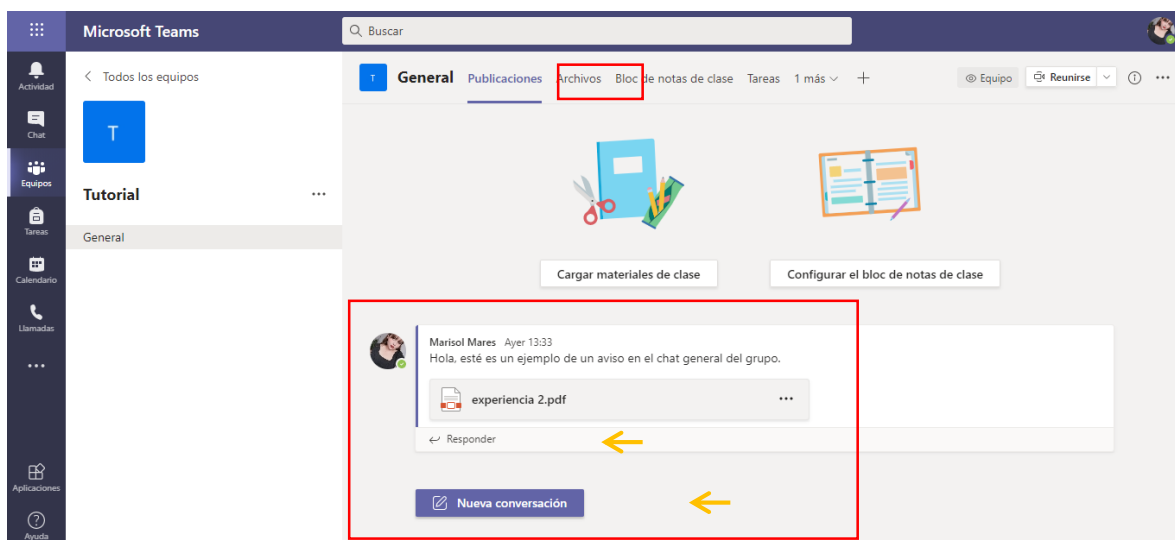 Microsoft Teams
Buscar
Actividad
Chat
Equipos
Tareas
Calendario
Llamadas
Aplicaciones
Ayuda
Todos los equipos
T
Tutorial
General
T General Publicaciones Archivos Bloc de notas de clase Tareas 1 más
Equipo Reunirse
Cargar materiales de clase Configurar el bloc de notas de clase
Marisol Mares Ayer 13:33
Hola, esté es un ejemplo de un aviso en el chat general del grupo.
experiencia 2.pdf
Responder
Nueva conversación